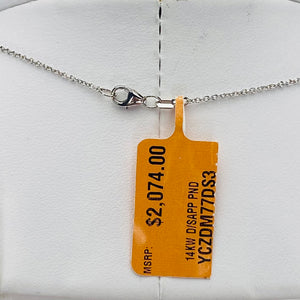 MSRP:
$2,074.00
14KW D/SAPP PND
YCZDM77DS3